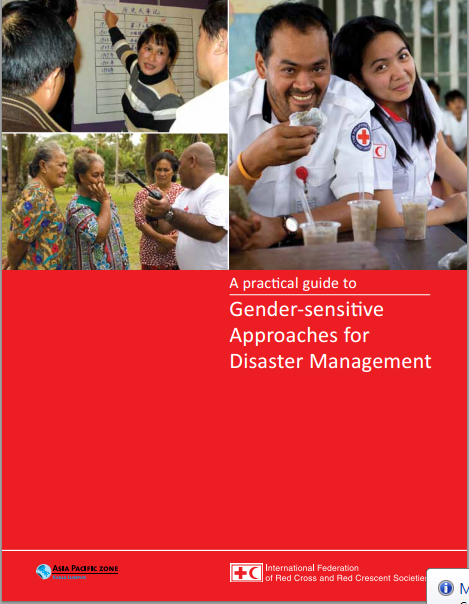 A practical guide to
Gender-sensitive
Approaches for
Disaster Management
ASIA PACIFIC ZONE
International Federation
of Red Cross and Red Crescent Societies